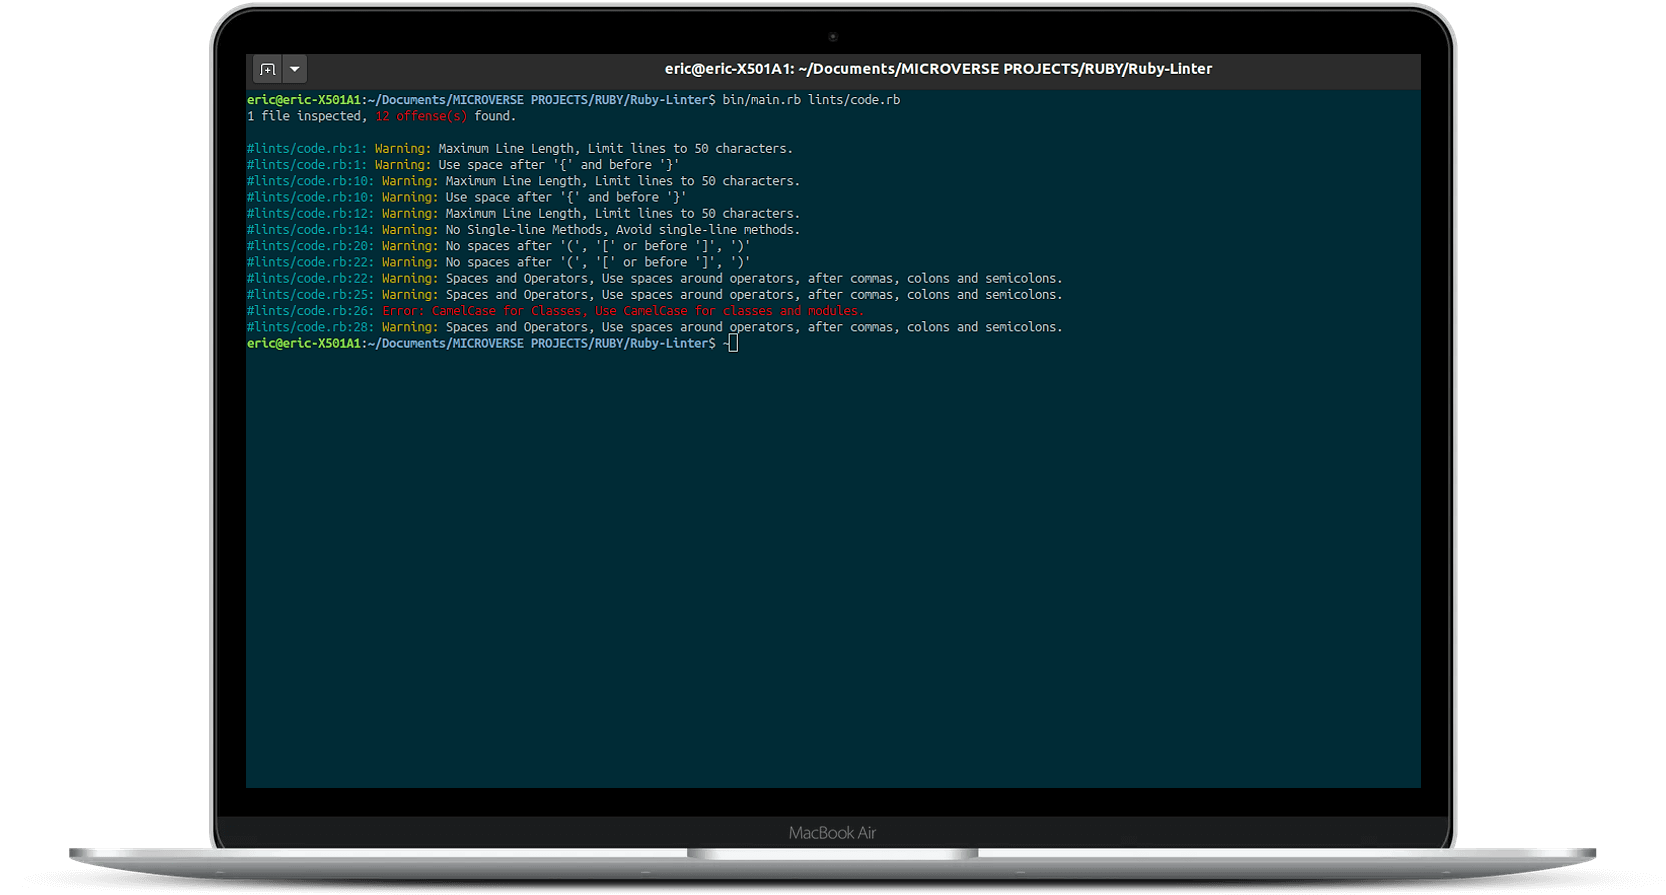 eric@eric-X501A1: ~/Documents/MICROVERSE PROJECTS/RUBY/Ruby-Linter
eric@eric-X501A1:~/Documents/MICROVERSE PROJECTS/RUBY/Ruby-Linter$ bin/main.rb lints/code.rb
1 file inspected, 12 offense(s) found.
#lints/code.rb:1: Warning: Maximum Line Length, Limit lines to 50 characters.
#lints/code.rb:1: Warning: Use space after '{' and before '}'
#lints/code.rb:10: Warning: Maximum Line Length, Limit lines to 50 characters.
#lints/code.rb:10: Warning: Use space after '{' and before '}'
#lints/code.rb:12: Warning: Maximum Line Length, Limit lines to 50 characters.
#lints/code.rb:14: Warning: No Single-line Methods, Avoid single-line methods.
#lints/code.rb:20: Warning: No spaces after '(', '[' or before ']', ')'
#lints/code.rb:22: Warning: No spaces after '(', '[' or before ']', ')'
#lints/code.rb:22: Warning: Spaces and Operators, Use spaces around operators, after commas, colons and semicolons.
#lints/code.rb:25: Warning: Spaces and Operators, Use spaces around operators, after commas, colons and semicolons.
#lints/code.rb:26: Error: CamelCase for Classes, Use CamelCase for classes and modules.
#lints/code.rb:28: Warning: Spaces and Operators, Use spaces around operators, after commas, colons and semicolons.
eric@eric-X501A1:~/Documents/MICROVERSE PROJECTS/RUBY/Ruby-Linter$ ~
MacBook Air